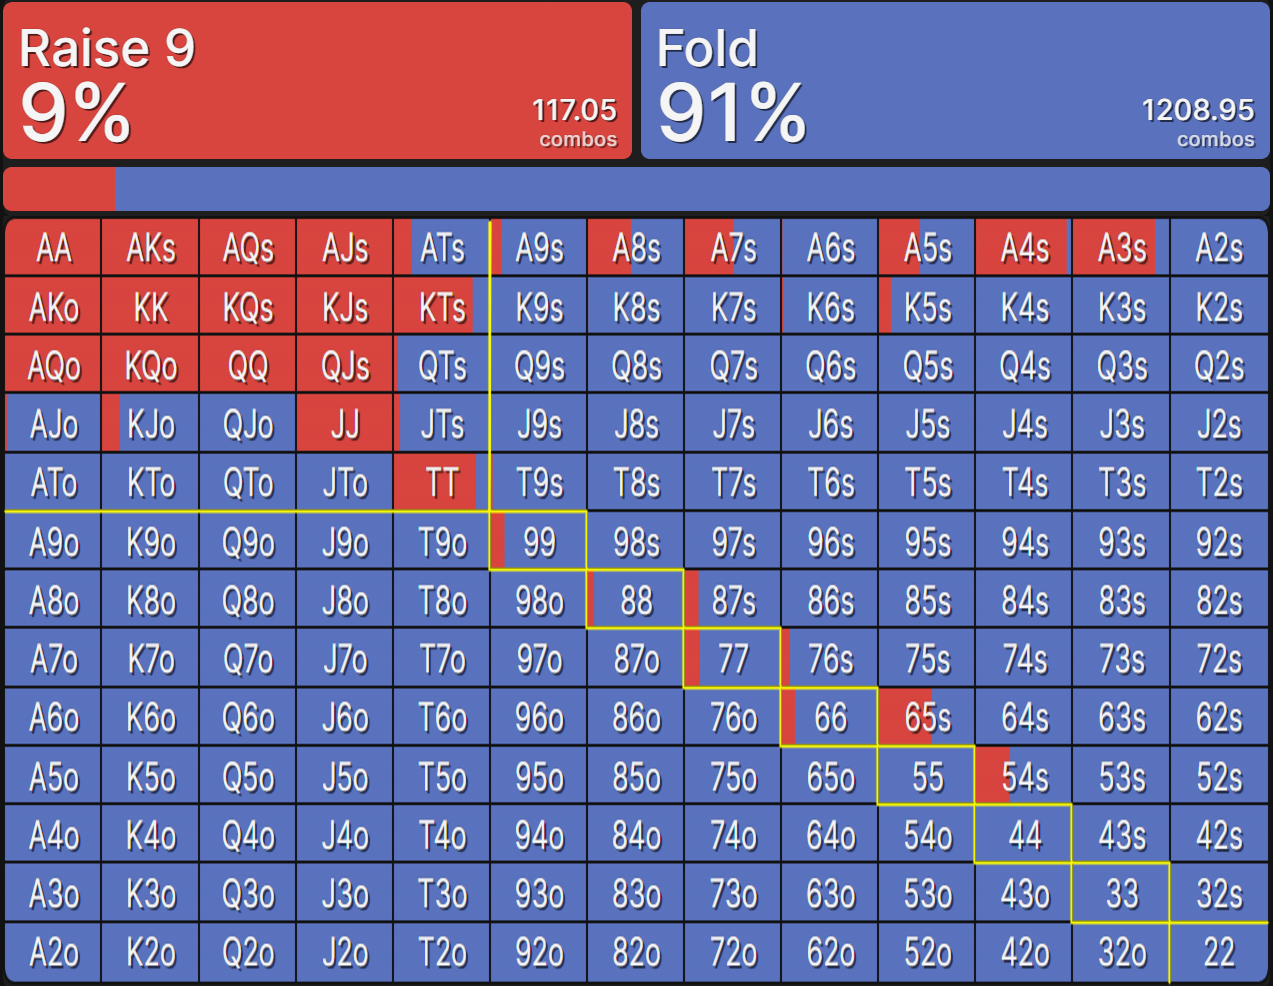 Raise 9
9%
117.05
combos
Fold
91%
1208.95
combos
AA AKs AQs AJs ATs A9s A8s A7s A6s A5s A4s A3s A2s
AKo KK KQs KJs KTs K9s K8s K7s K6s K5s K4s K3s K2s
AQo KQo QQ QJs QTs Q9s Q8s Q7s Q6s Q5s Q4s Q3s Q2s
AJo KJo QJo JJ JTs J9s J8s J7s J6s J5s J4s J3s J2s
ATo KTo QTo JTo TT T9s T8s T7s T6s T5s T4s T3s T2s
A9o K9o Q9o J9o T9o 99 98s 97s 96s 95s 94s 93s 92s
A8o K8o Q8o J8o T8o 98o 88 87s 86s 85s 84s 83s 82s
A7o K7o Q7o J7o T7o 97o 87o 77 76s 75s 74s 73s 72s
A6o K6o Q6o J6o T6o 96o 86o 76o 66 65s 64s 63s 62s
A5o K5o Q5o J5o T5o 95o 85o 75o 65o 55 54s 53s 52s
A4o K4o Q4o J4o T4o 94o 84o 74o 64o 54o 44 43s 42s
A3o K3o Q3o J3o T3o 93o 83o 73o 63o 53o 43o 33 32s
A2o K2o Q2o J2o T2o 92o 82o 72o 62o 52o 42o 32o 22